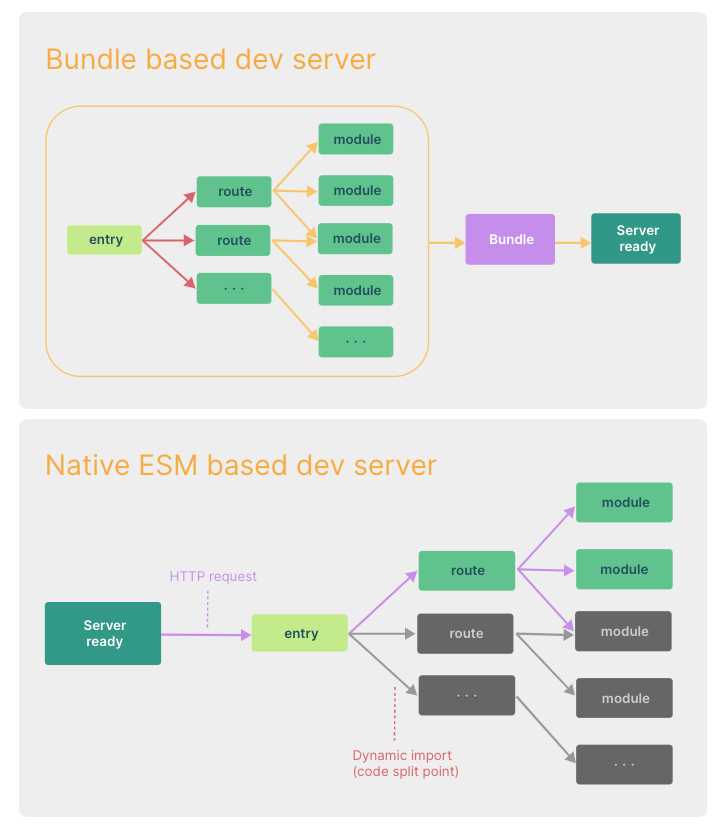 Bundle based dev server
entry
route
route
· · ·
module
module
module
module
· · ·
Bundle
Server
ready
Native ESM based dev server
HTTP request
Server
ready
entry
route
route
· · ·
module
module
module
module
· · ·
Dynamic import
(code split point)